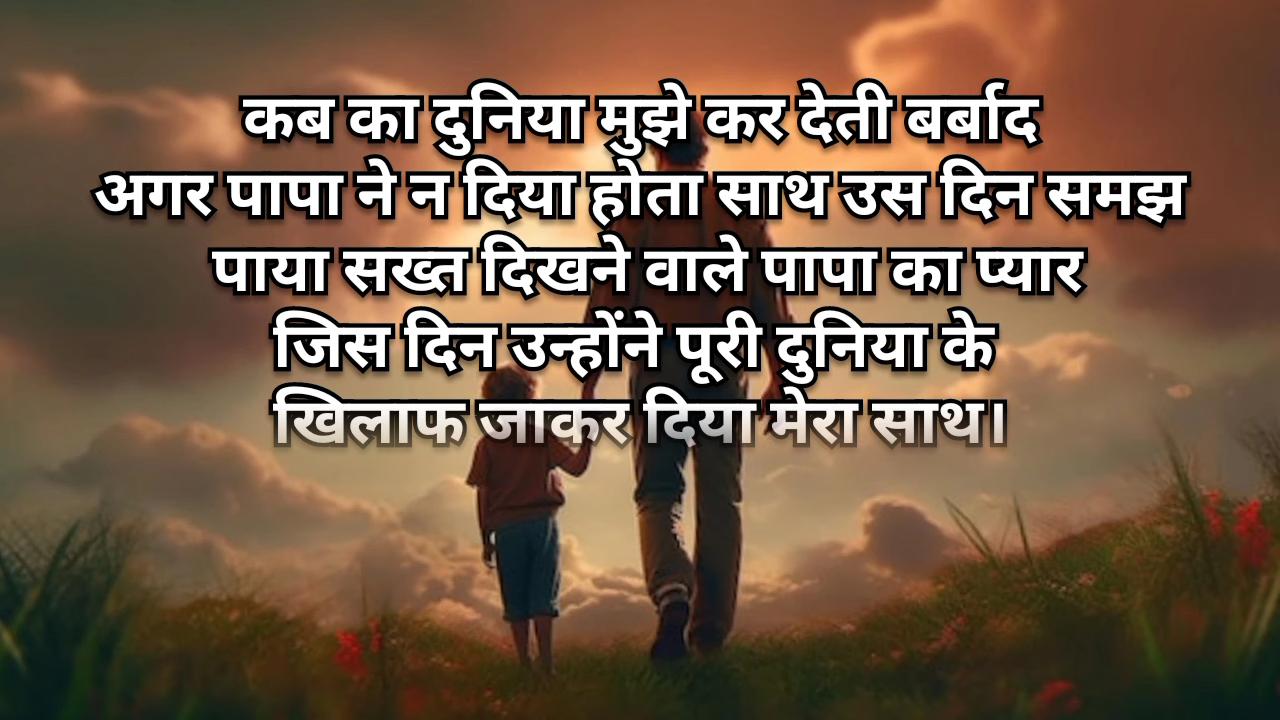 कब का दुनिया मुझे कर देती बर्बाद
अगर पापा ने न दिया होता साथ उस दिन समझ
पाया सख्त दिखने वाले पापा का प्यार
जिस दिन उन्होंने पूरी दुनिया के
खिलाफ जाकर दिया मेरा साथ।